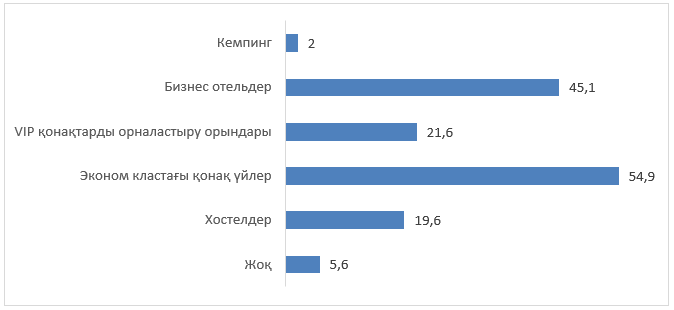 Кемпинг 2
Бизнес отельдер 45,1
VIP қонақтарды орналастыру орындары 21,6
Эконом кластағы қонақ үйлер 54,9
Хостелдер 19,6
Жоқ 5,6